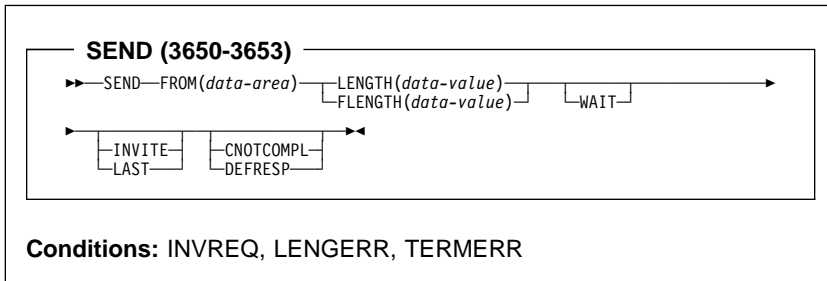 SEND (3650-3653)
SEND FROM(data-area) LENGTH(data-value)
FLENGTH(data-value) WAIT
INVITE CNOTCOMPL
LAST DEFRESP
Conditions: INVREQ, LENGERR, TERMERR